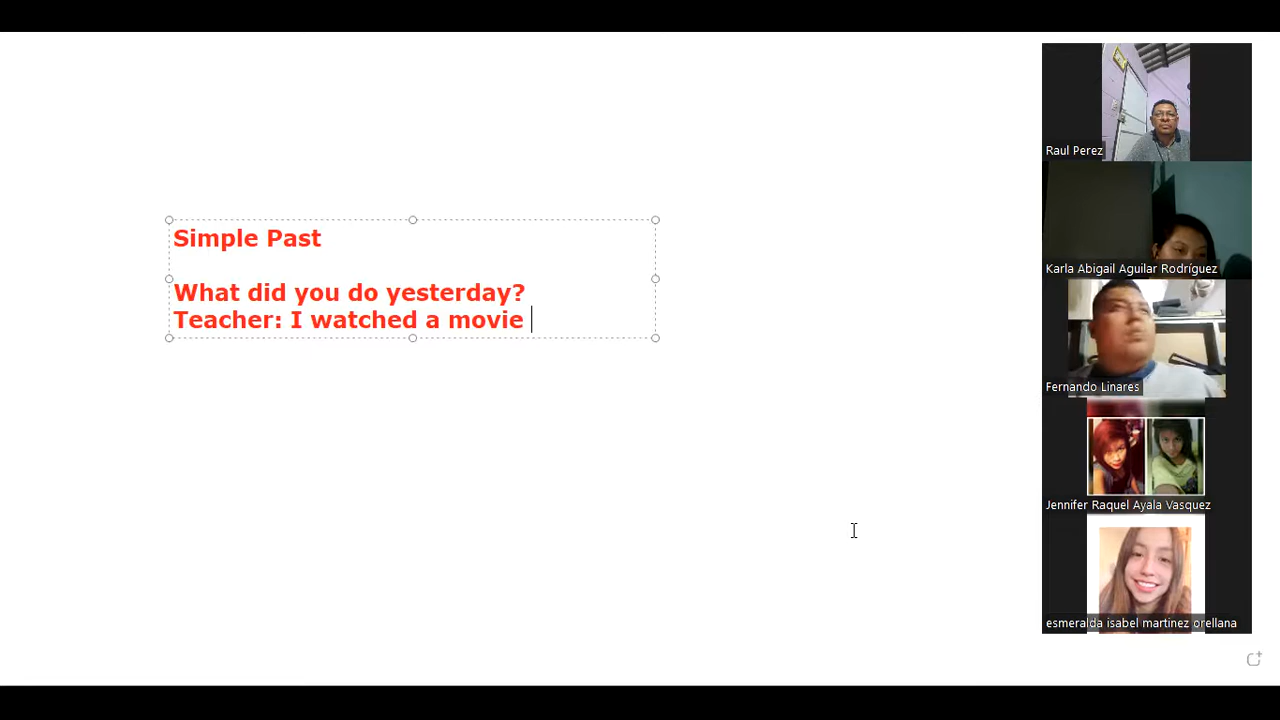 Simple Past
What did you do yesterday?
Teacher: I watched a movie
Raul Perez
Karla Abigail Aguilar Rodríguez
Fernando Linares
Jennifer Raquel Ayala Vasquez
esmeralda isabel martinez orellana